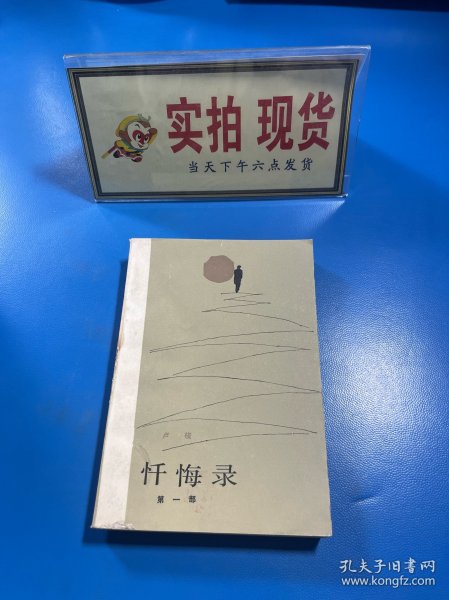 实拍 现货
当天下午六点发货
卢梭
忏悔录
第一部
孔夫子旧书网
www.kongfz.com